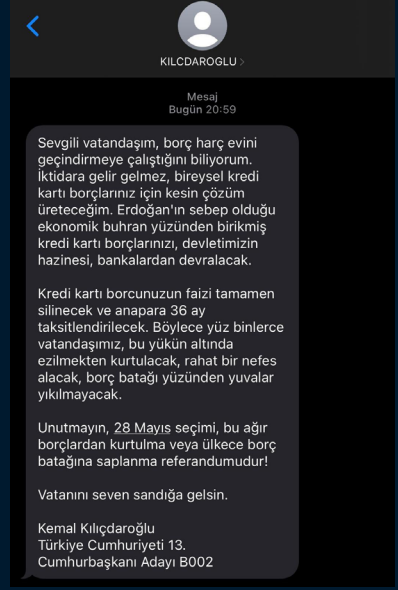 KILCDAROGLU
Mesaj
Bugün 20:59
Sevgili vatandaşım, borç harç evini
geçindirmeye çalıştığını biliyorum.
İktidara gelir gelmez, bireysel kredi
kartı borçlarınız için kesin çözüm
üreteceğim. Erdoğan'ın sebep olduğu
ekonomik buhran yüzünden birikmiş
kredi kartı borçlarınızı, devletimizin
hazinesi, bankalardan devralacak.
Kredi kartı borcunuzun faizi tamamen
silinecek ve anapara 36 ay
taksitlendirilecek. Böylece yüz binlerce
vatandaşımız, bu yükün altında
ezilmekten kurtulacak, rahat bir nefes
alacak, borç batağı yüzünden yuvalar
yıkılmayacak.
Unutmayın, 28 Mayıs seçimi, bu ağır
borçlardan kurtulma veya ülkece borç
batağına saplanma referandumudur!
Vatanını seven sandığa gelsin.
Kemal Kılıçdaroğlu
Türkiye Cumhuriyeti 13.
Cumhurbaşkanı Adayı B002